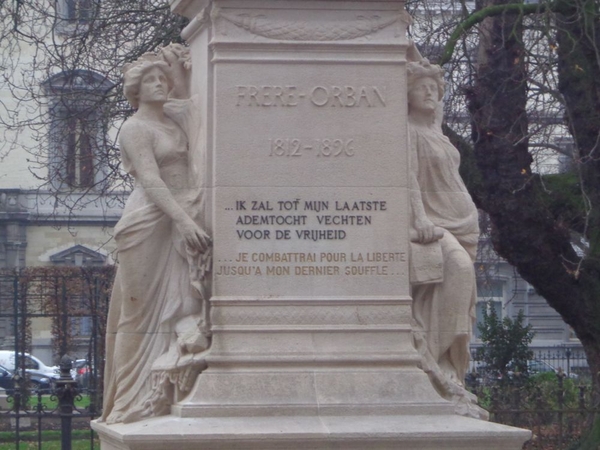 FRERE-ORBAN
1812-1896
...IK ZAL TOT MIJN LAATSTE
ADEMTOCHT VECHTEN
VOOR DE VRIJHEID
...JE COMBATTRAI POUR LA LIBERTE
JUSQU'A MON DERNIER SOUFFLE...